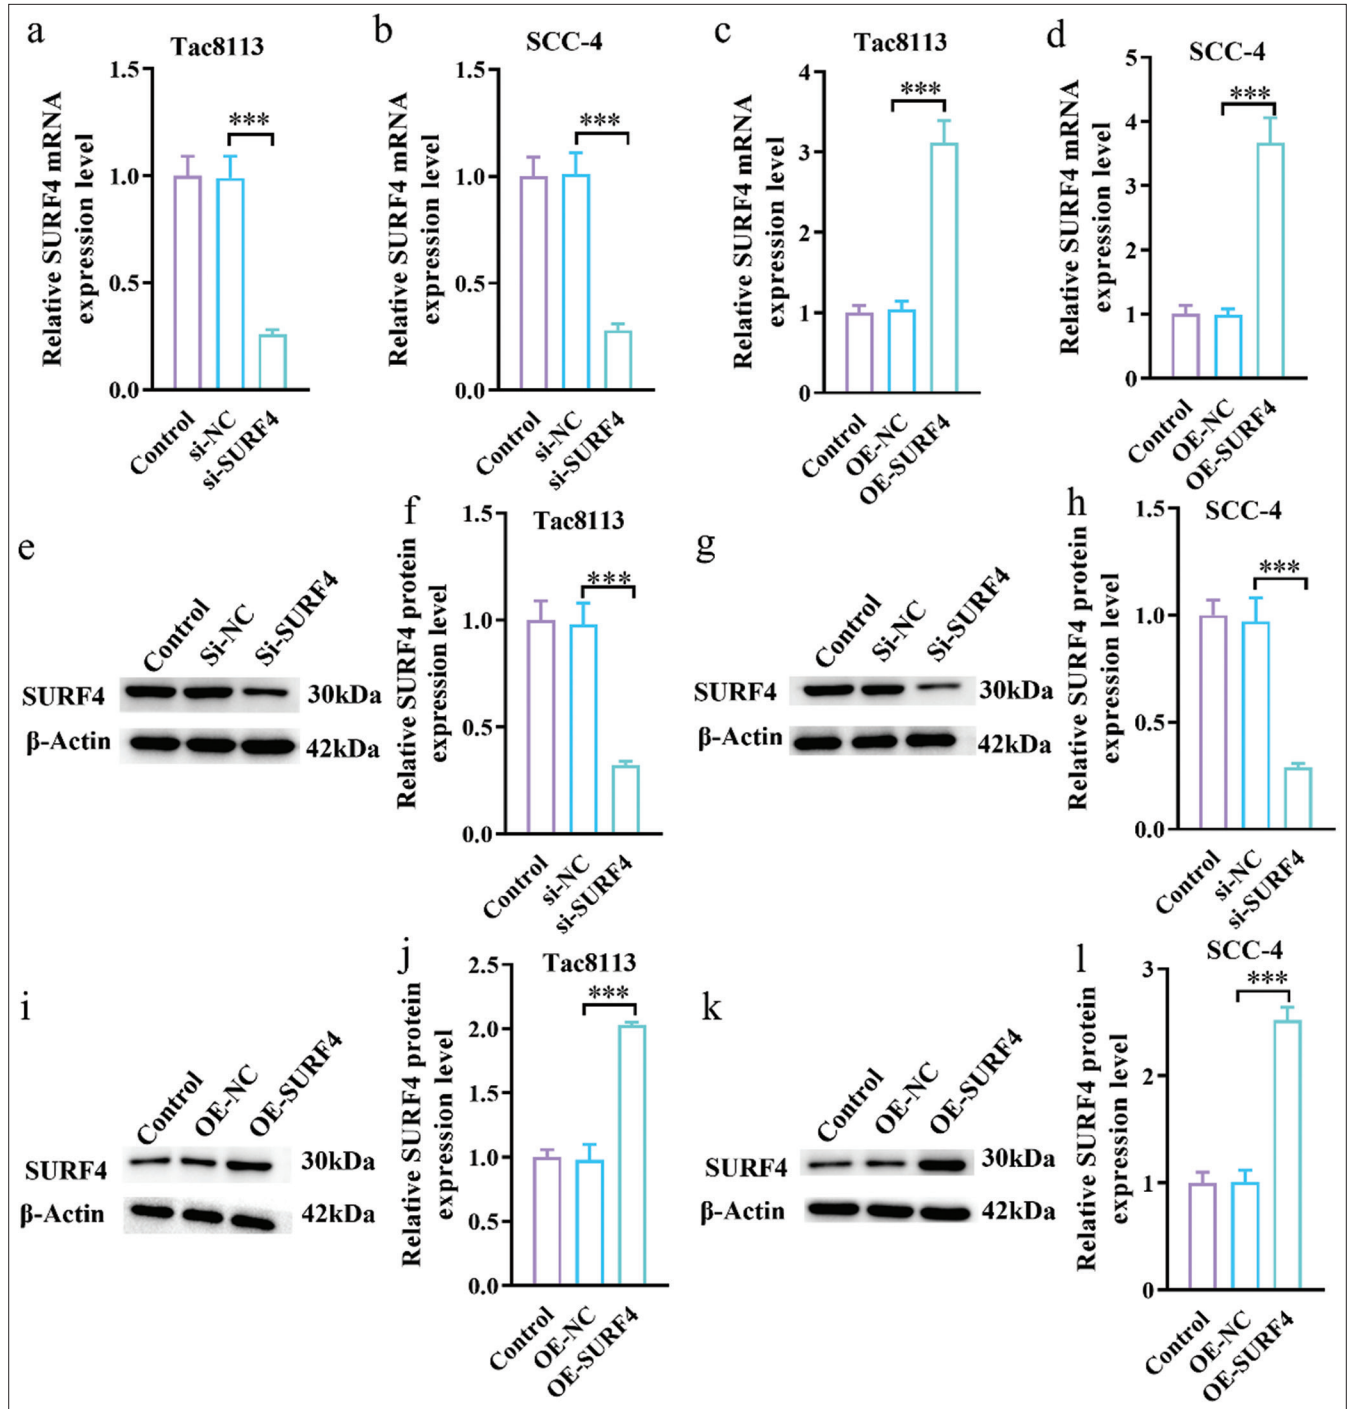 a
Tac8113
Relative SURF4 mRNA
expression level
1.5
1.0
0.5
0.0
***
Control
si-NC
si-SURF4
b
SCC-4
Relative SURF4 mRNA
expression level
1.5
1.0
0.5
0.0
***
Control
si-NC
si-SURF4
c
Tac8113
Relative SURF4 mRNA
expression level
4
3
2
1
0
***
Control
OE-NC
OE-SURF4
d
SCC-4
Relative SURF4 mRNA
expression level
5
4
3
2
1
0
***
Control
OE-NC
OE-SURF4
e
Control
Si-NC
Si-SURF4
SURF4
30kDa
β-Actin
42kDa
f
Tac8113
Relative SURF4 protein
expression level
1.5
1.0
0.5
0.0
***
Control
si-NC
si-SURF4
g
Control
Si-NC
Si-SURF4
SURF4
30kDa
β-Actin
42kDa
h
SCC-4
Relative SURF4 protein
expression level
1.5
1.0
0.5
0.0
***
Control
si-NC
si-SURF4
i
Control
OE-NC
OE-SURF4
SURF4
30kDa
β-Actin
42kDa
j
Tac8113
Relative SURF4 protein
expression level
2.5
2.0
1.5
1.0
0.5
0.0
***
Control
OE-NC
OE-SURF4
k
Control
OE-NC
OE-SURF4
SURF4
30kDa
β-Actin
42kDa
l
SCC-4
Relative SURF4 protein
expression level
3
2
1
0
***
Control
OE-NC
OE-SURF4